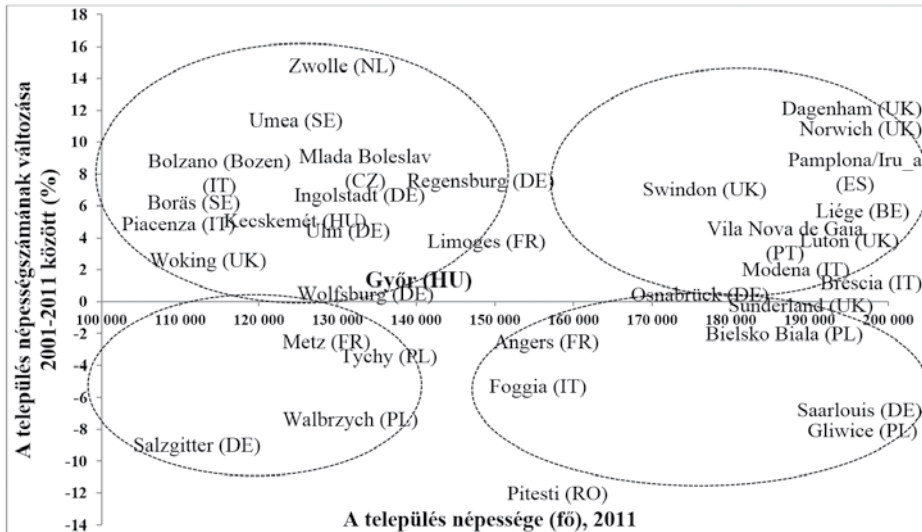 A település népességszámának változása
2001-2011 között (%)
16
14
12
10
8
6
4
2
0
-2
-4
-6
-8
-10
-12
-14
18
Zwolle (NL)
Umea (SE)
Bolzano (Bozen)
(IT)
Mlada Boleslav
(CZ)
Regensburg (DE)
Ingolstadt (DE)
Boräs (SE)
Piacenza (IT)
Kecskemét (HU)
Ulm (DE)
Woking (UK)
Limoges (FR)
Győr (HU)
Wolfsburg (DE)
Dagenham (UK)
Norwich (UK)
Pamplona/Iru_a
(ES)
Swindon (UK)
Liége (BE)
Vila Nova de Gaia
(PT)
Luton (UK)
Modena (IT)
Brescia (IT)
Osnabrück (DE)
Sunderland (UK)
100 000 110 000 120 000 130 000 140 000 150 000 160 000 170 000 180 000 190 000 200 000
Bielsko Biala (PL)
Metz (FR)
Tychy (PL)
Angers (FR)
Foggia (IT)
Walbrzych (PL)
Salzgitter (DE)
Saarlouis (DE)
Gliwice (PL)
Pitesti (RO)
A település népessége (fő), 2011